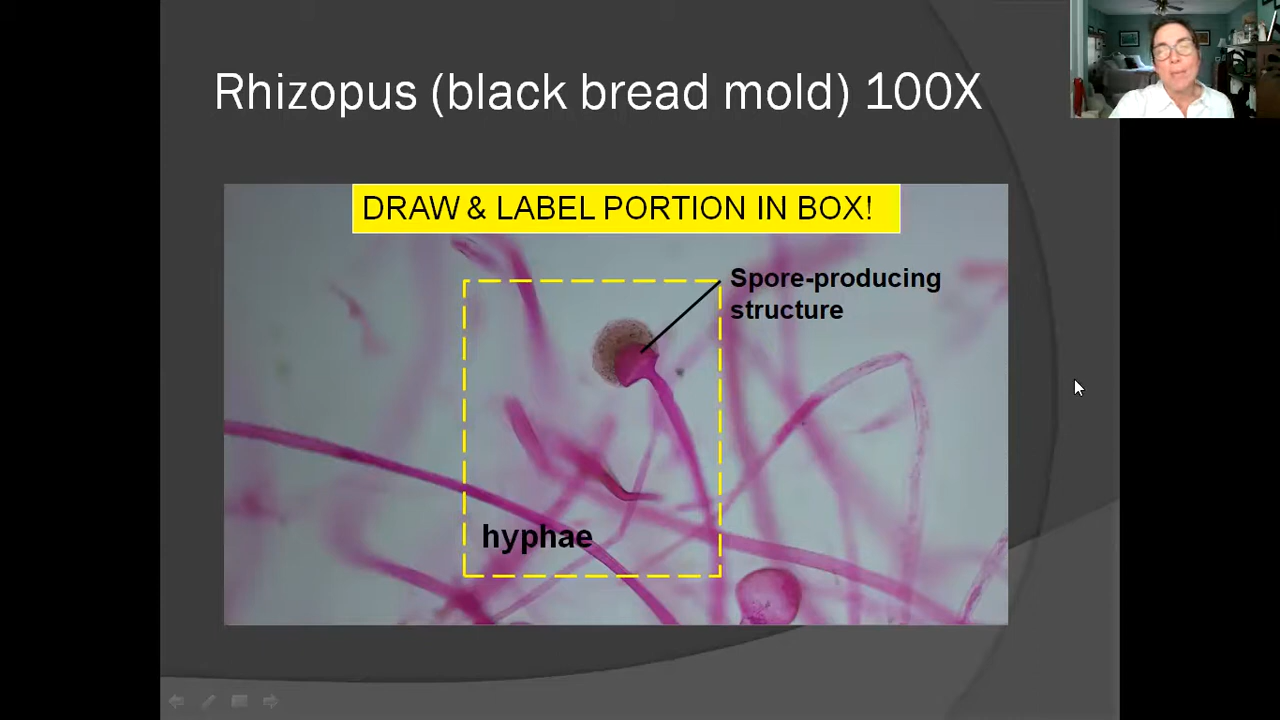 Rhizopus (black bread mold) 100X
DRAW & LABEL PORTION IN BOX!
Spore-producing
structure
hyphae